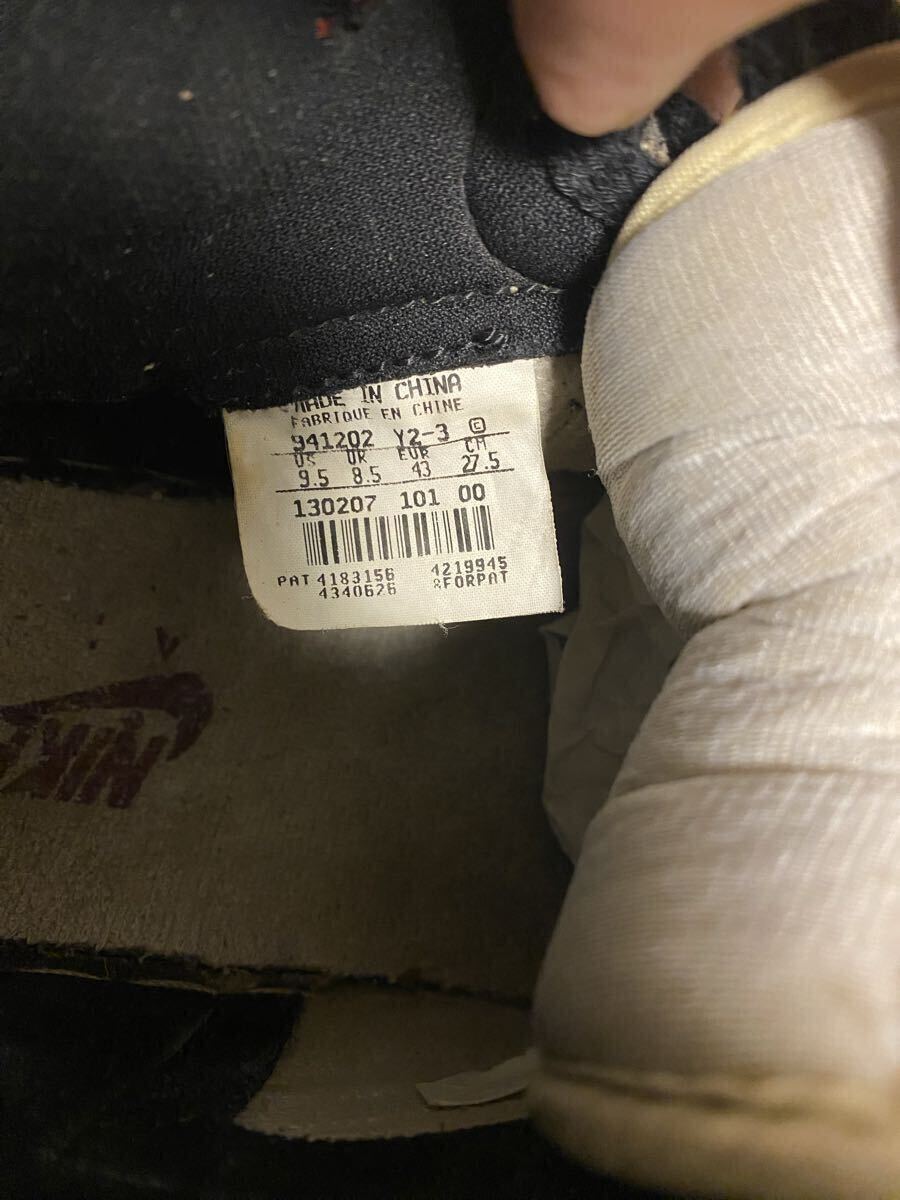 MADE IN CHINA
FABRIQUE EN CHINE
941202 Y2-3 ©
US UK EUR CM
9.5 8.5 43 27.5
130207 101 00
PAT 4183156 4219945
4340626 &FORPAT
NIKE